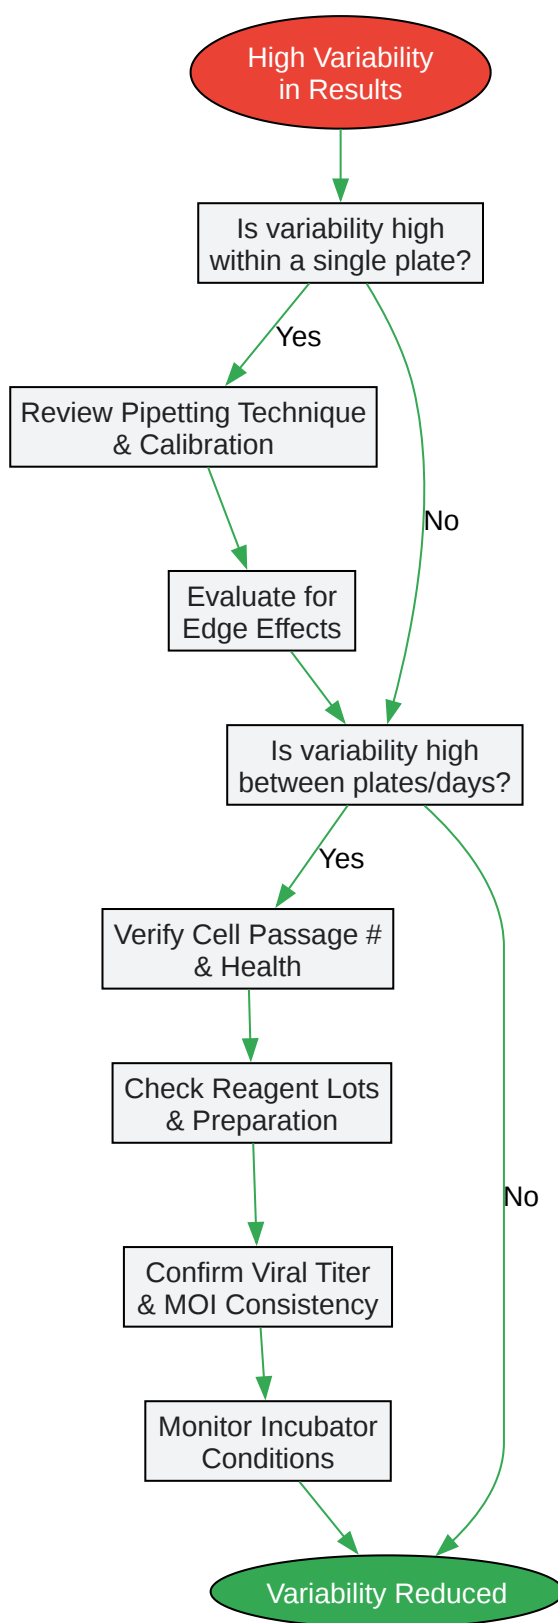 High Variability
in Results
Is variability high
within a single plate?
Yes
Review Pipetting Technique
& Calibration
No
Evaluate for
Edge Effects
Is variability high
between plates/days?
Yes
Verify Cell Passage #
& Health
Check Reagent Lots
& Preparation
No
Confirm Viral Titer
& MOI Consistency
Monitor Incubator
Conditions
Variability Reduced